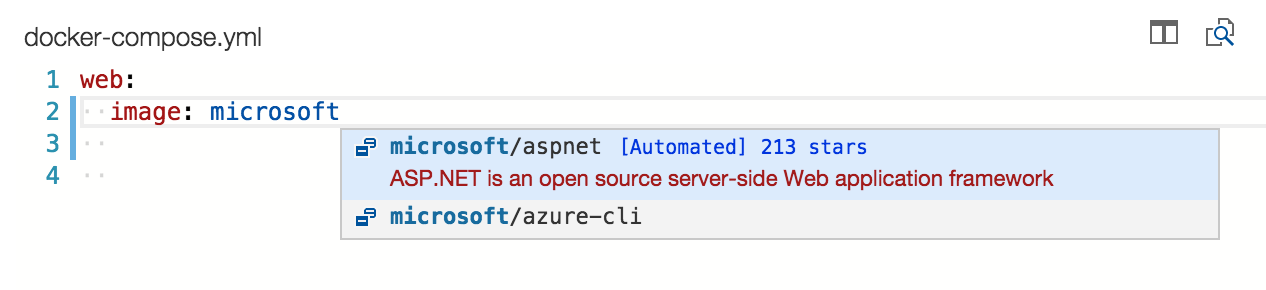 docker-compose.yml
1 web:
2 image: microsoft
microsoft/aspnet [Automated] 213 stars
3
ASP.NET is an open source server-side Web application framework
4
microsoft/azure-cli